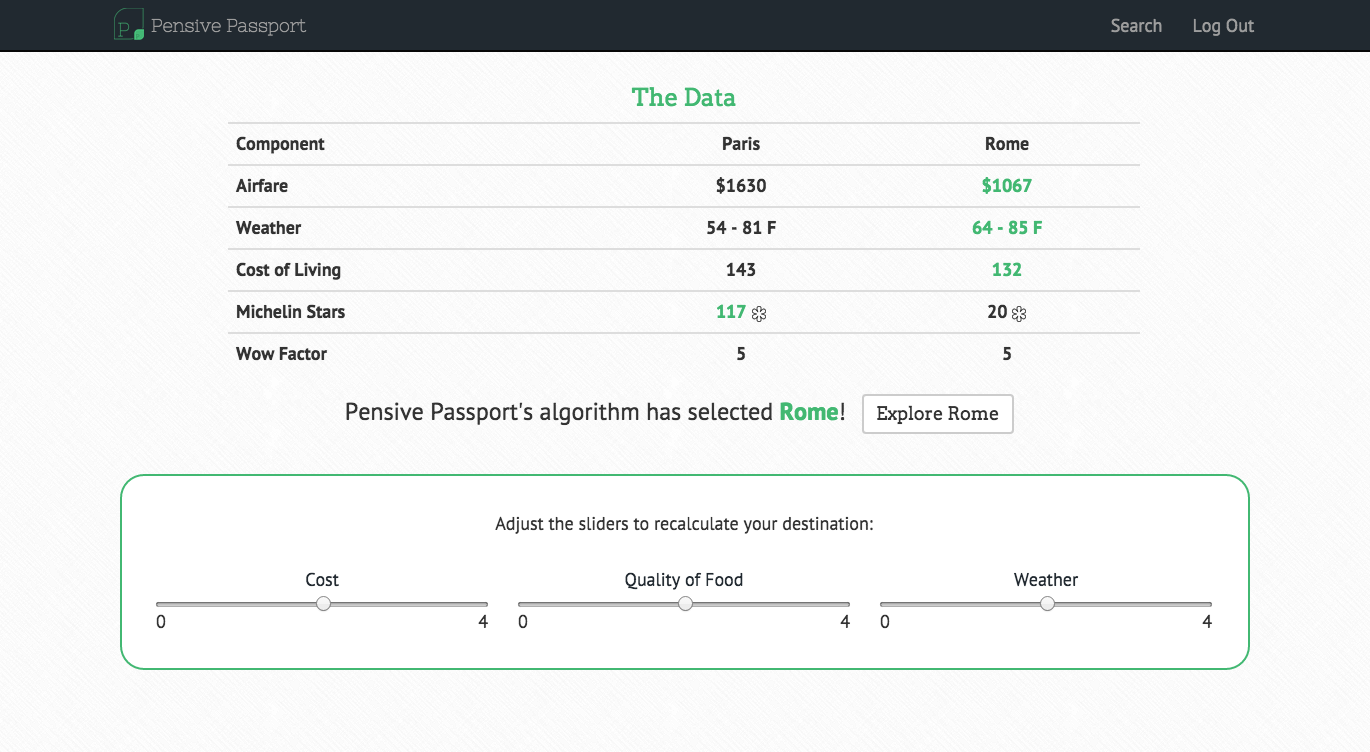 P Pensive Passport Search Log Out
The Data
Component Paris Rome
Airfare $1630 $1067
Weather 54 - 81 F 64 - 85 F
Cost of Living 143 132
Michelin Stars 117 20
Wow Factor 5 5
Pensive Passport's algorithm has selected Rome! Explore Rome
Adjust the sliders to recalculate your destination:
Cost Quality of Food Weather
0 4 0 4 0 4